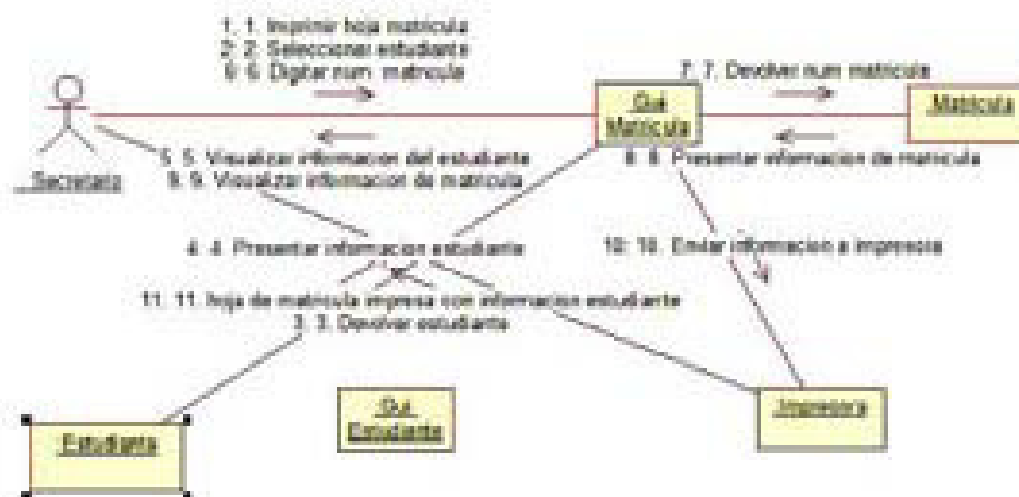 1. 1. Imprimir hoja matricula
2: 2. Seleccionar estudiante
6: 6. Digitar num matricula
7: 7. Devolver num matricula
Gui
Matricula
Matricula
5. 5. Visualizar informacion del estudiante
9. 9. Visualizar informacion de matricula
8: 8. Presentar informacion de matricula
Secretario
4: 4. Presentar informacion estudiante
10: 10. Enviar informacion a impresora
11. 11. hoja de matricula impresa con informacion estudiante
3. 3. Devolver estudiante
Estudiante
Gui
Estudiante
Impresora